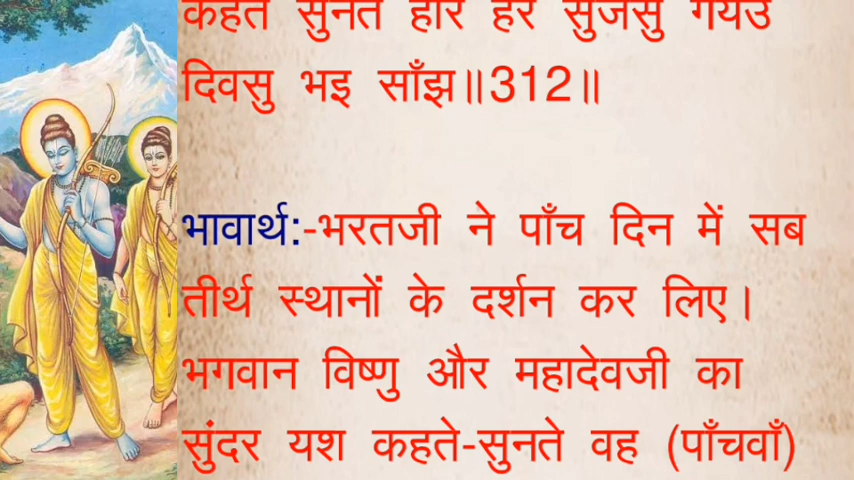 कहत सुनत हरि हर सुजसु गयउ
दिवसु भइ साँझ॥312॥
भावार्थ:-भरतजी ने पाँच दिन में सब
तीर्थ स्थानों के दर्शन कर लिए।
भगवान विष्णु और महादेवजी का
सुंदर यश कहते-सुनते वह (पाँचवाँ)